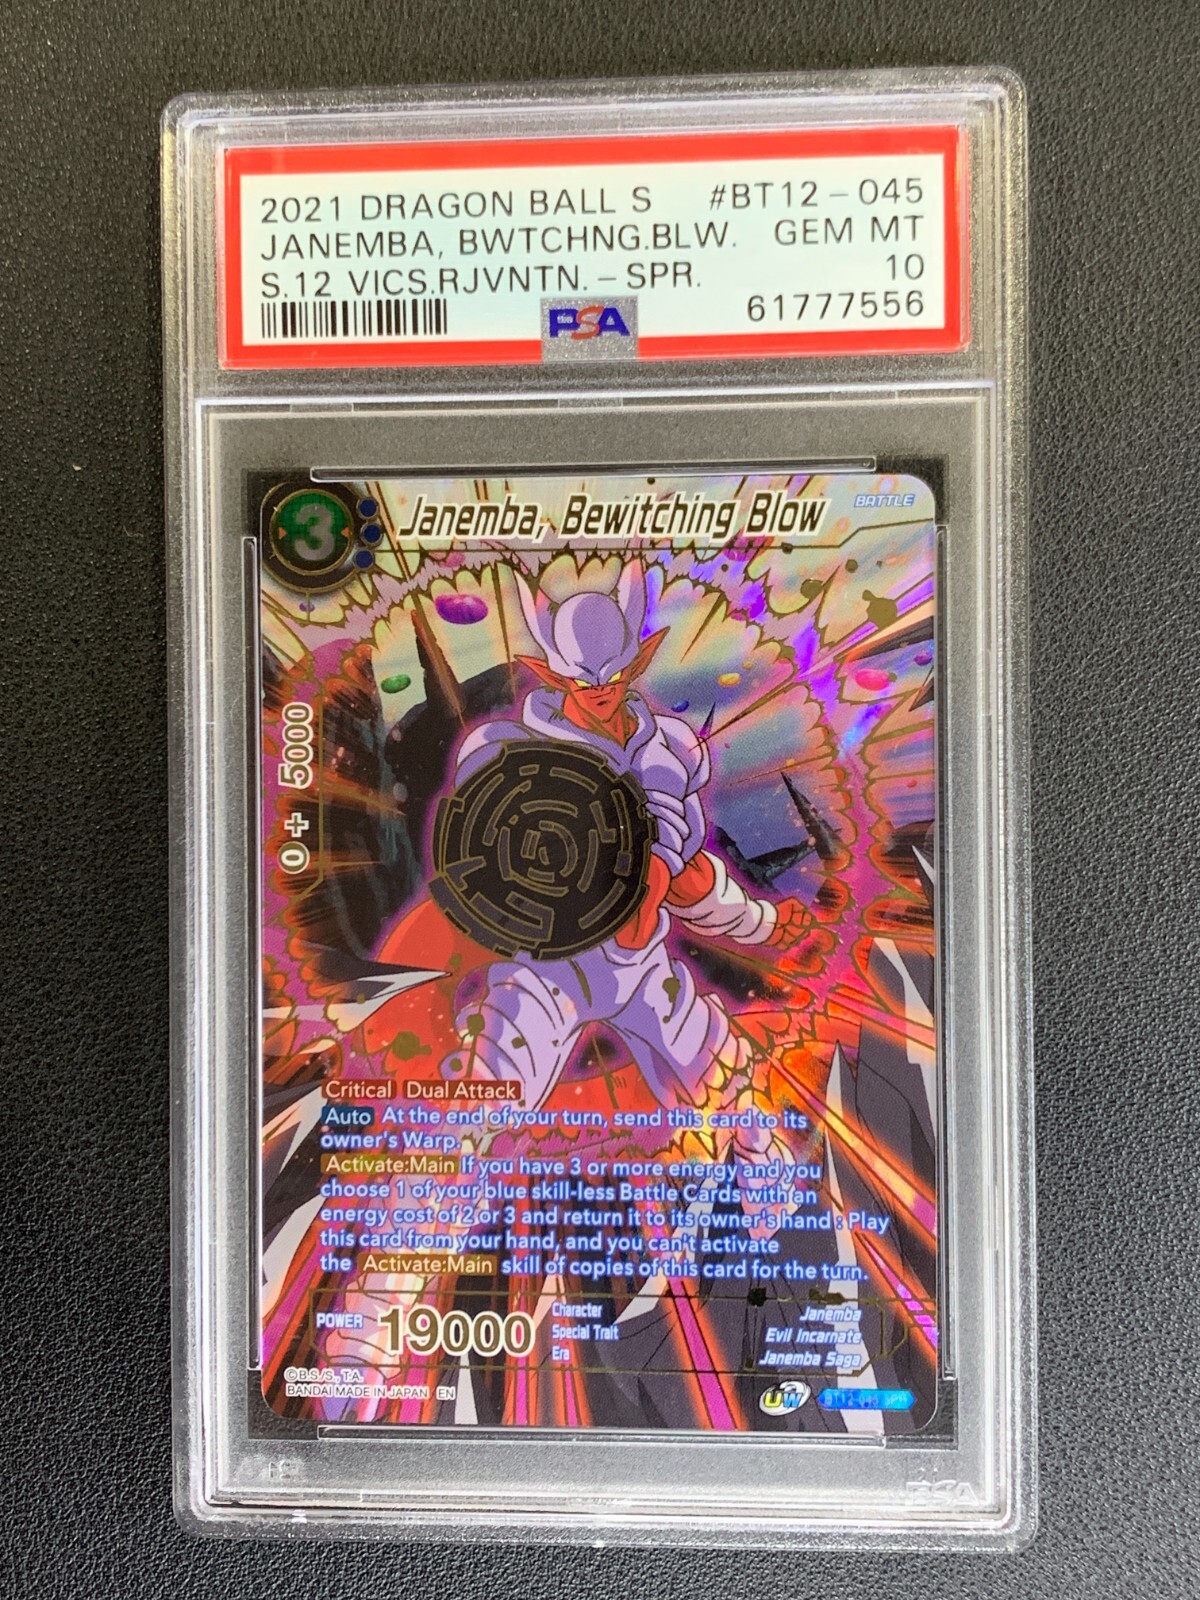 2021 DRAGON BALL S #BT12-045
JANEMBA, BWTCHNG.BLW. GEM MT
S.12 VICS.RJVNTN.-SPR. 10
PSA 61777556
3 Janemba, Bewitching Blow BATTLE
0+ 5000
Critical Dual Attack
Auto At the end of your turn, send this card to its
owner's Warp.
Activate:Main If you have 3 or more energy and you
choose 1 of your blue skill-less Battle Cards with an
energy cost of 2 or 3 and return it to its owner's hand : Play
this card from your hand, and you can't activate
the Activate:Main skill of copies of this card for the turn.
POWER 19000
Character Janemba
Special Trait Evil Incarnate
Era Janemba Saga
©B.S./S., T.A.
BANDAI MADE IN JAPAN EN
UW BT12-045 SPR
PSA